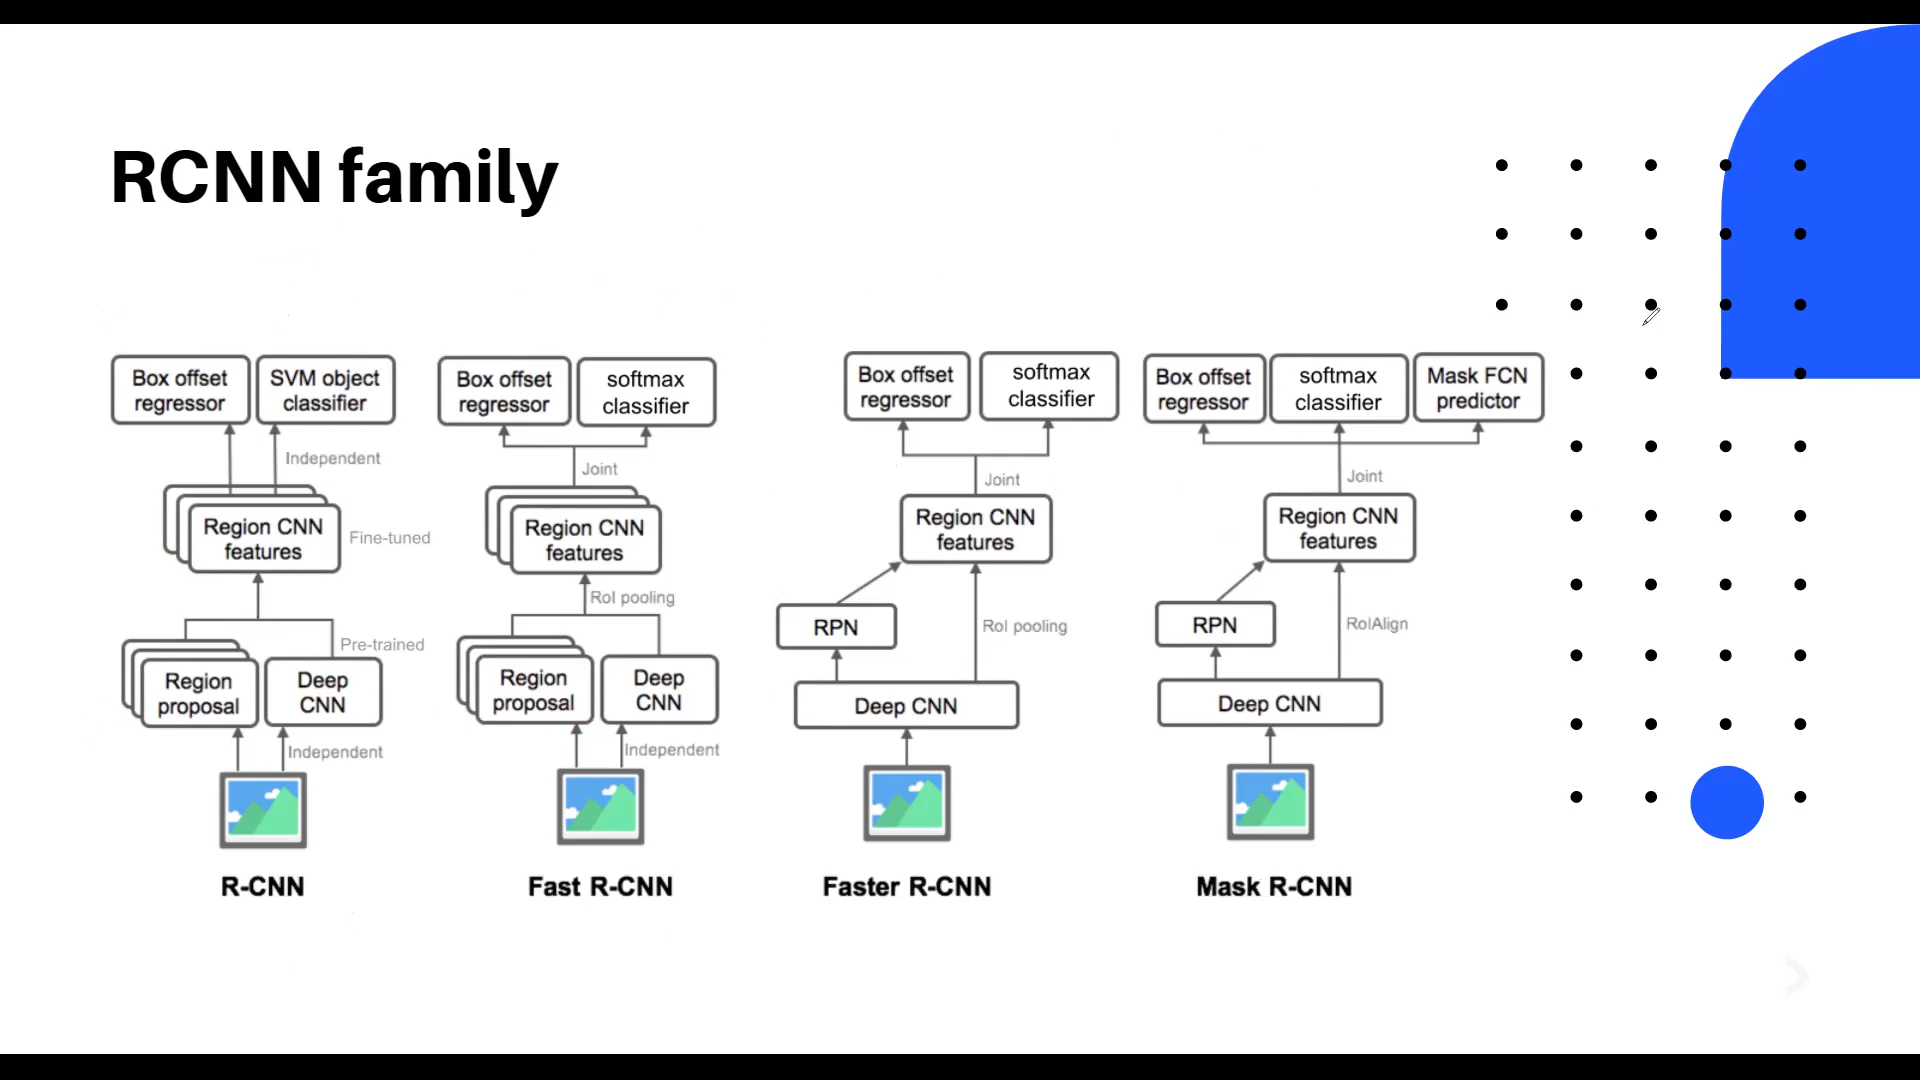 RCNN family
Box offset
regressor
SVM object
classifier
Independent
Region CNN
features
Fine-tuned
Pre-trained
Region
proposal
Deep
CNN
Independent
R-CNN
Box offset
regressor
softmax
classifier
Joint
Region CNN
features
RoI pooling
Region
proposal
Deep
CNN
Independent
Fast R-CNN
Box offset
regressor
softmax
classifier
Joint
Region CNN
features
RPN
RoI pooling
Deep CNN
Faster R-CNN
Box offset
regressor
softmax
classifier
Mask FCN
predictor
Joint
Region CNN
features
RPN
RoIAlign
Deep CNN
Mask R-CNN